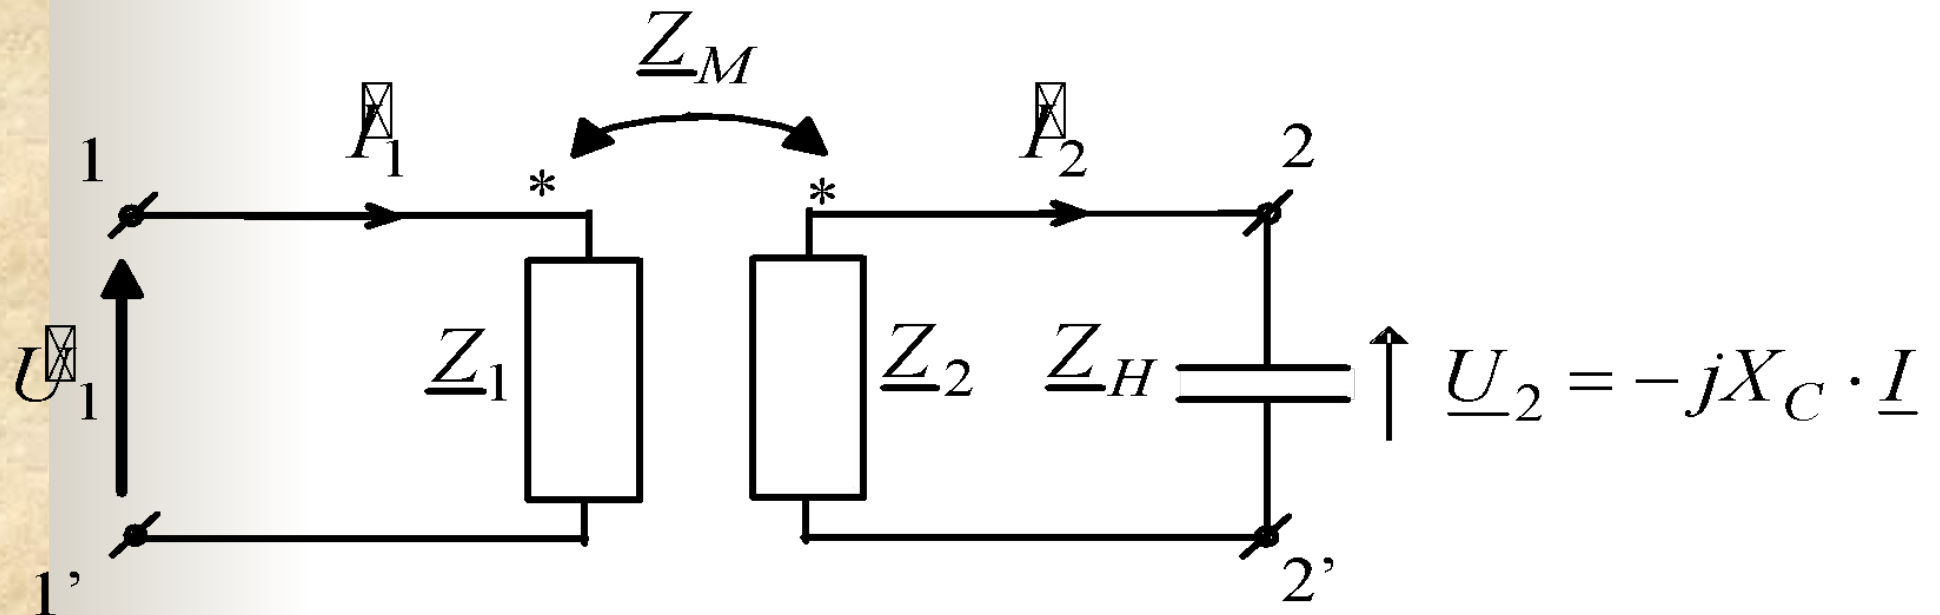 Z_M
I_1
I_2
1
2
*
*
U_1
Z_1
Z_2
Z_H
U_2 = − jX_C · I
1’
2’